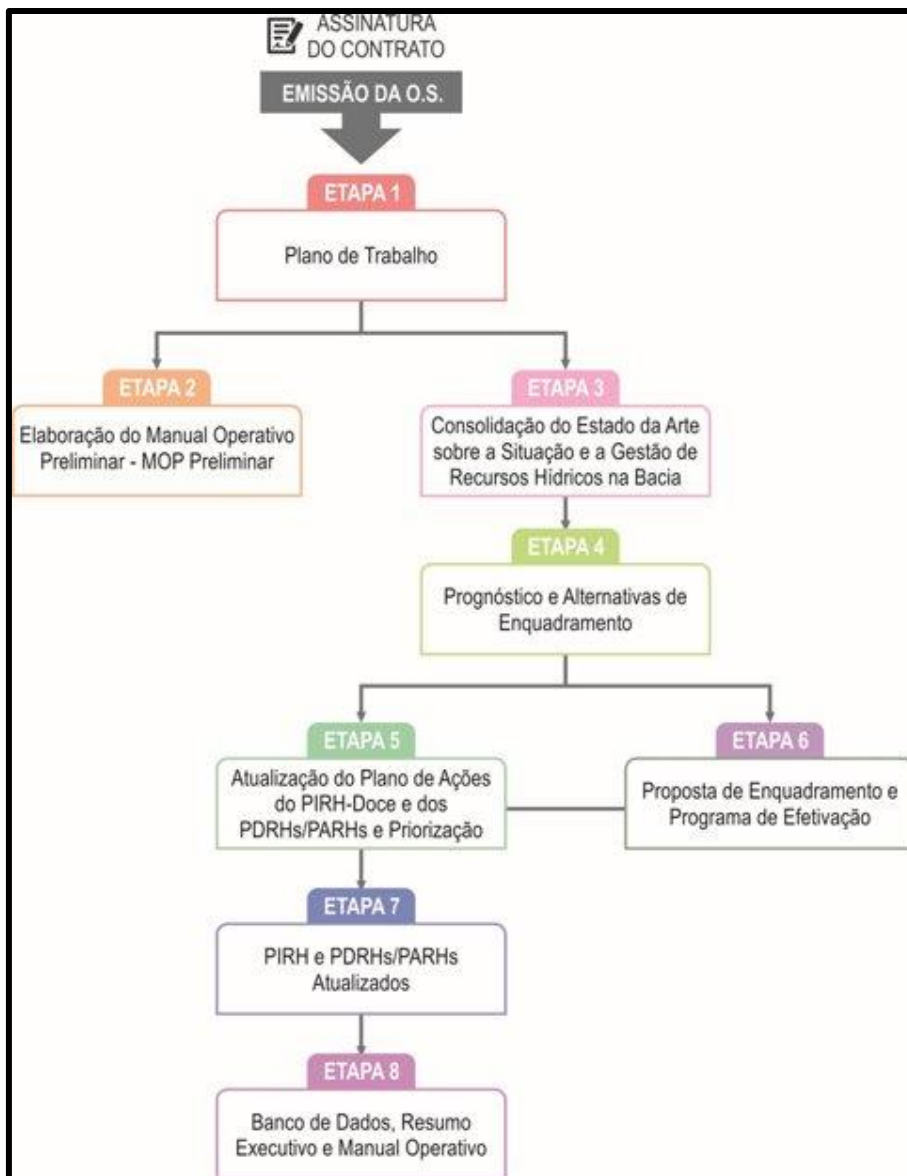 ASSINATURA
DO CONTRATO
EMISSÃO DA O.S.
ETAPA 1
Plano de Trabalho
ETAPA 2
Elaboração do Manual Operativo
Preliminar - MOP Preliminar
ETAPA 3
Consolidação do Estado da Arte
sobre a Situação e a Gestão de
Recursos Hídricos na Bacia
ETAPA 4
Prognóstico e Alternativas de
Enquadramento
ETAPA 5
Atualização do Plano de Ações
do PIRH-Doce e dos
PDRHs/PARHs e Priorização
ETAPA 6
Proposta de Enquadramento e
Programa de Efetivação
ETAPA 7
PIRH e PDRHs/PARHs
Atualizados
ETAPA 8
Banco de Dados, Resumo
Executivo e Manual Operativo